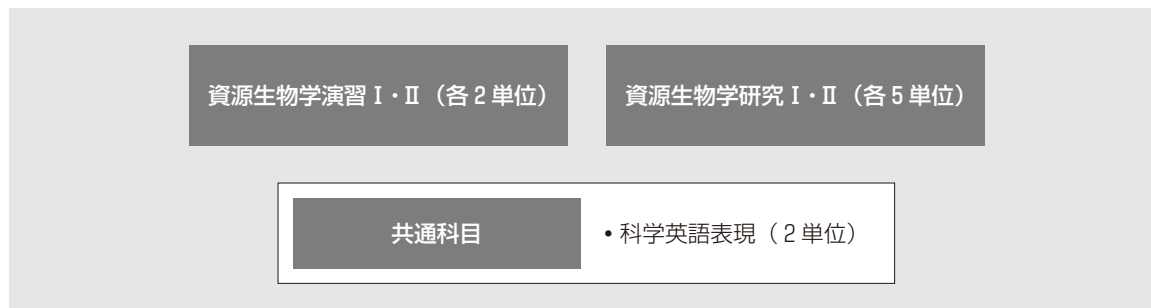 資源生物学演習Ⅰ・Ⅱ（各2単位）
資源生物学研究Ⅰ・Ⅱ（各5単位）
共通科目
•科学英語表現（2単位）